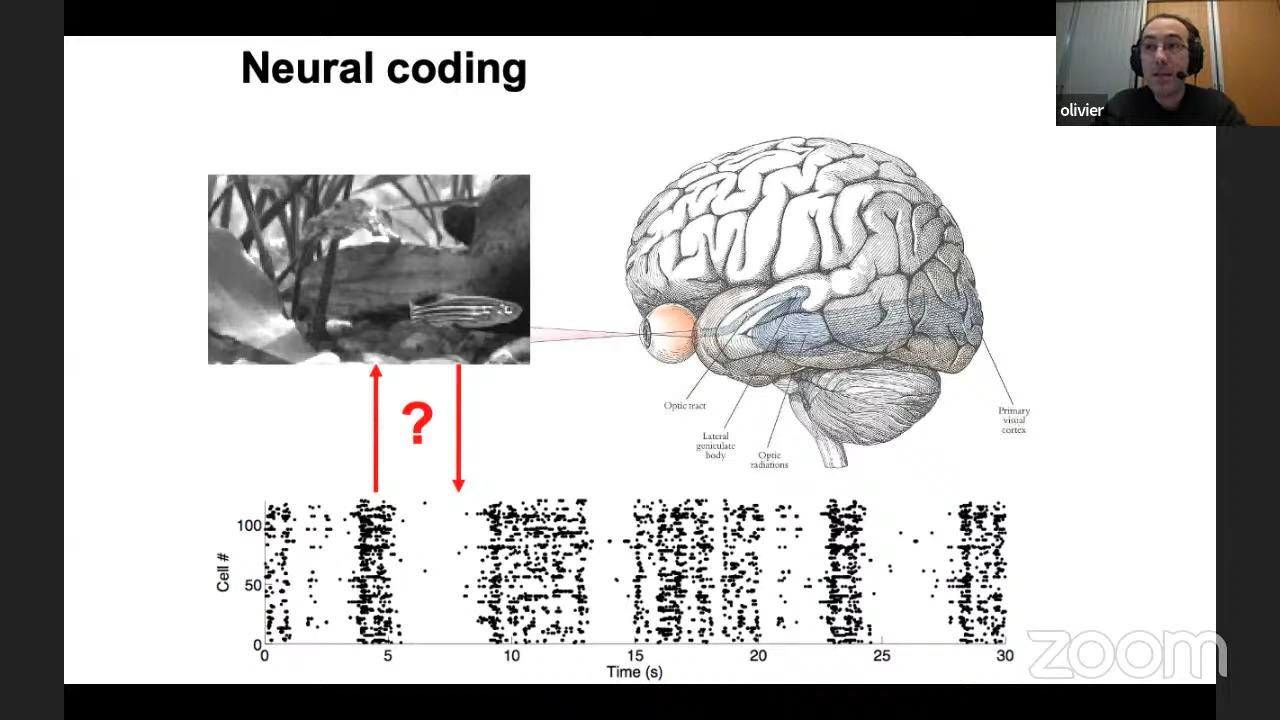 Neural coding
olivier
?
Optic tract
Lateral
geniculate
body
Optic
radiations
Primary
visual
cortex
100
50
0
Cell #
0 5 10 15 20 25 30
Time (s)
zoom